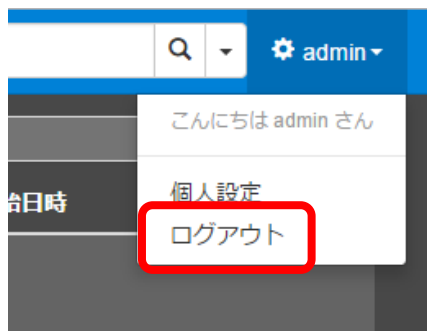 admin
こんにちは admin さん
始日時
個人設定
ログアウト